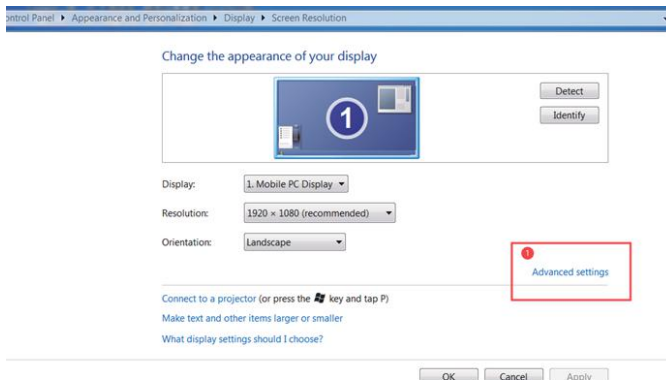 ontrol Panel ▸ Appearance and Personalization ▸ Display ▸ Screen Resolution
Change the appearance of your display
1
Detect
Identify
Display: 1. Mobile PC Display
Resolution: 1920 × 1080 (recommended)
Orientation: Landscape
1
Advanced settings
Connect to a projector (or press the key and tap P)
Make text and other items larger or smaller
What display settings should I choose?
OK Cancel Apply